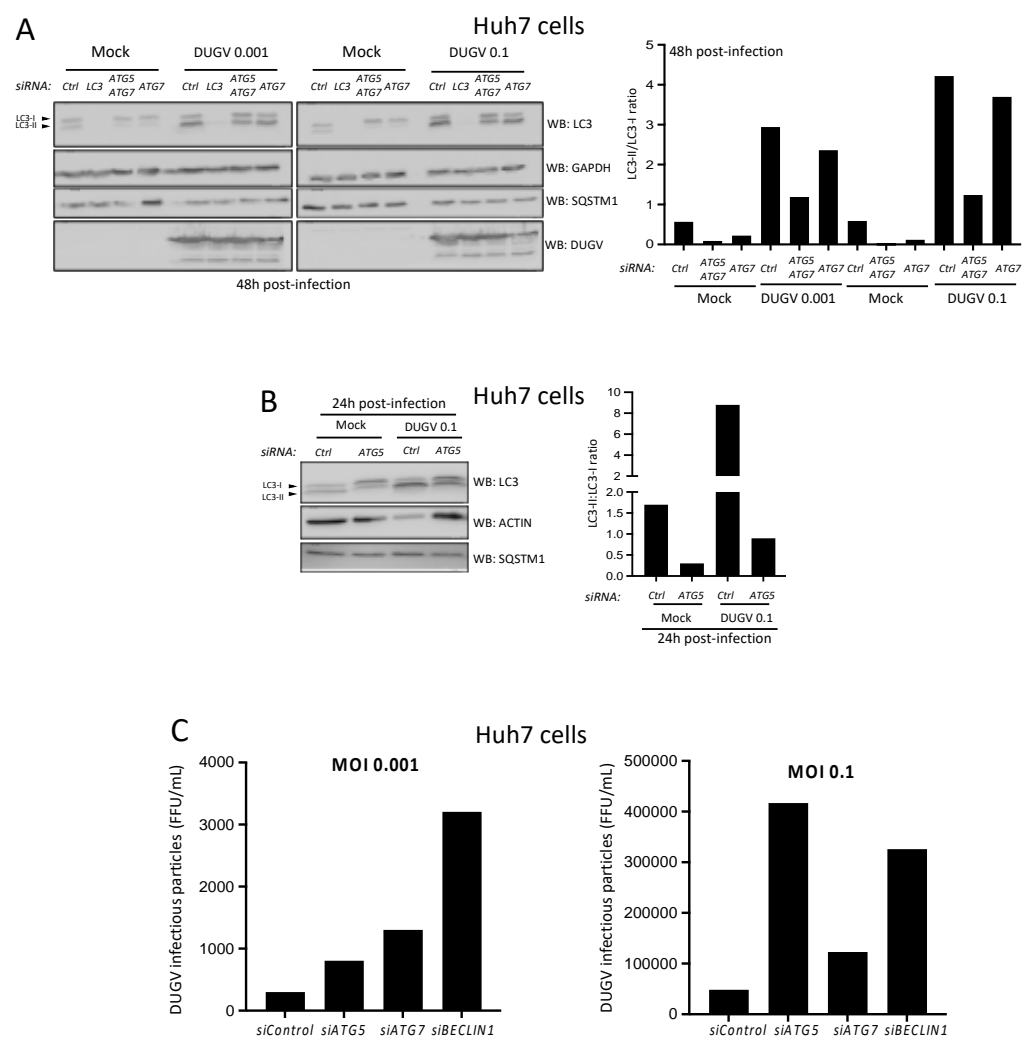 A
Huh7 cells
Mock
DUGV 0.001
Mock
DUGV 0.1
siRNA:
Ctrl LC3 ATG5 ATG7 ATG7
Ctrl LC3 ATG5 ATG7 ATG7
Ctrl LC3 ATG5 ATG7 ATG7
Ctrl LC3 ATG5 ATG7 ATG7
LC3-I
LC3-II
WB: LC3
WB: GAPDH
WB: SQSTM1
WB: DUGV
48h post-infection
48h post-infection
LC3-II/LC3-I ratio
5
4
3
2
1
0
siRNA:
Ctrl ATG5 ATG7 ATG7 Ctrl ATG5 ATG7 ATG7 Ctrl ATG5 ATG7 ATG7 Ctrl ATG5 ATG7 ATG7
Mock
DUGV 0.001
Mock
DUGV 0.1
B
Huh7 cells
24h post-infection
Mock
DUGV 0.1
siRNA:
Ctrl ATG5 Ctrl ATG5
LC3-I
LC3-II
WB: LC3
WB: ACTIN
WB: SQSTM1
LC3-II:LC3-I ratio
10
8
6
4
2
2.0
1.5
1.0
0.5
0.0
siRNA:
Ctrl ATG5 Ctrl ATG5
Mock
DUGV 0.1
24h post-infection
C
Huh7 cells
MOI 0.001
DUGV infectious particles (FFU/mL)
4000
3000
2000
1000
0
siControl siATG5 siATG7 siBECLIN1
MOI 0.1
DUGV infectious particles (FFU/mL)
500000
400000
300000
200000
100000
0
siControl siATG5 siATG7 siBECLIN1